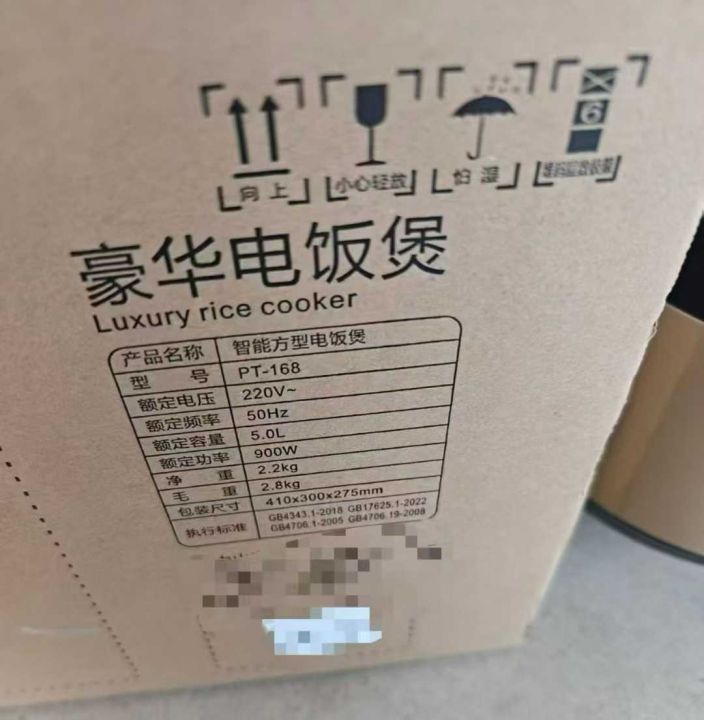 6
向上
小心轻放
怕湿
豪华电饭煲
Luxury rice cooker
产品名称 智能方型电饭煲
型号 PT-168
额定电压 220V~
额定频率 50Hz
额定容量 5.0L
额定功率 900W
净重 2.2kg
毛重 2.8kg
包装尺寸 410x300x275mm
执行标准 GB4343.1-2018 GB17625.1-2022
GB4706.1-2005 GB4706.19-2008